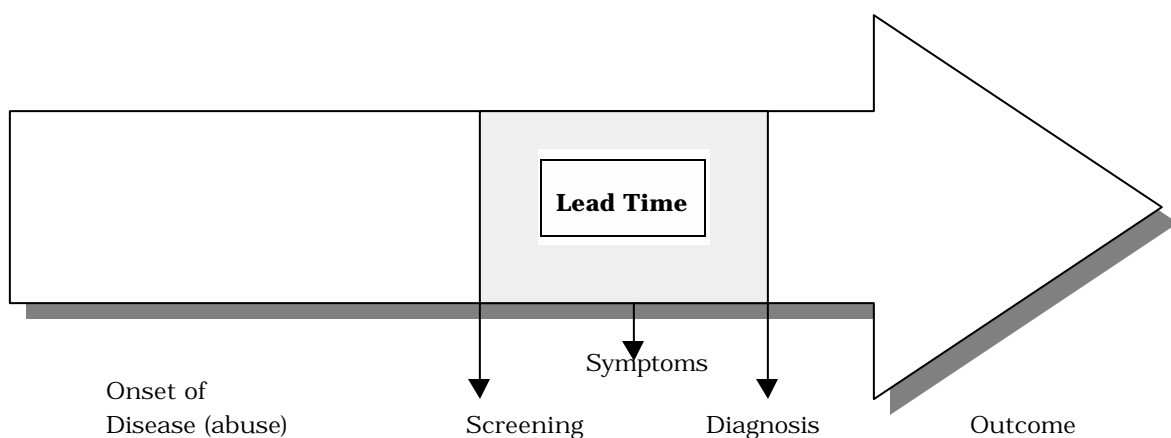 Lead Time
Symptoms
Onset of
Disease (abuse)
Screening
Diagnosis
Outcome